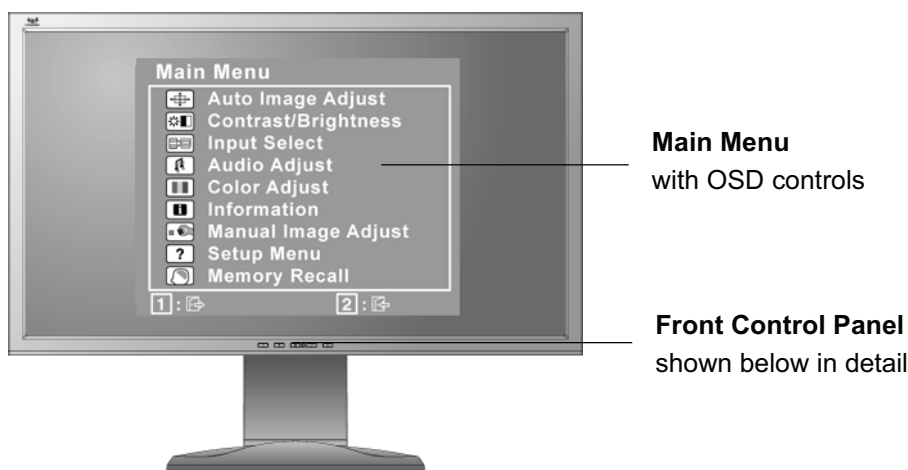 Main Menu
Auto Image Adjust
Contrast/Brightness
Input Select
Audio Adjust
Color Adjust
Information
Manual Image Adjust
? Setup Menu
Memory Recall
1 : 2 :
Main Menu
with OSD controls
Front Control Panel
shown below in detail